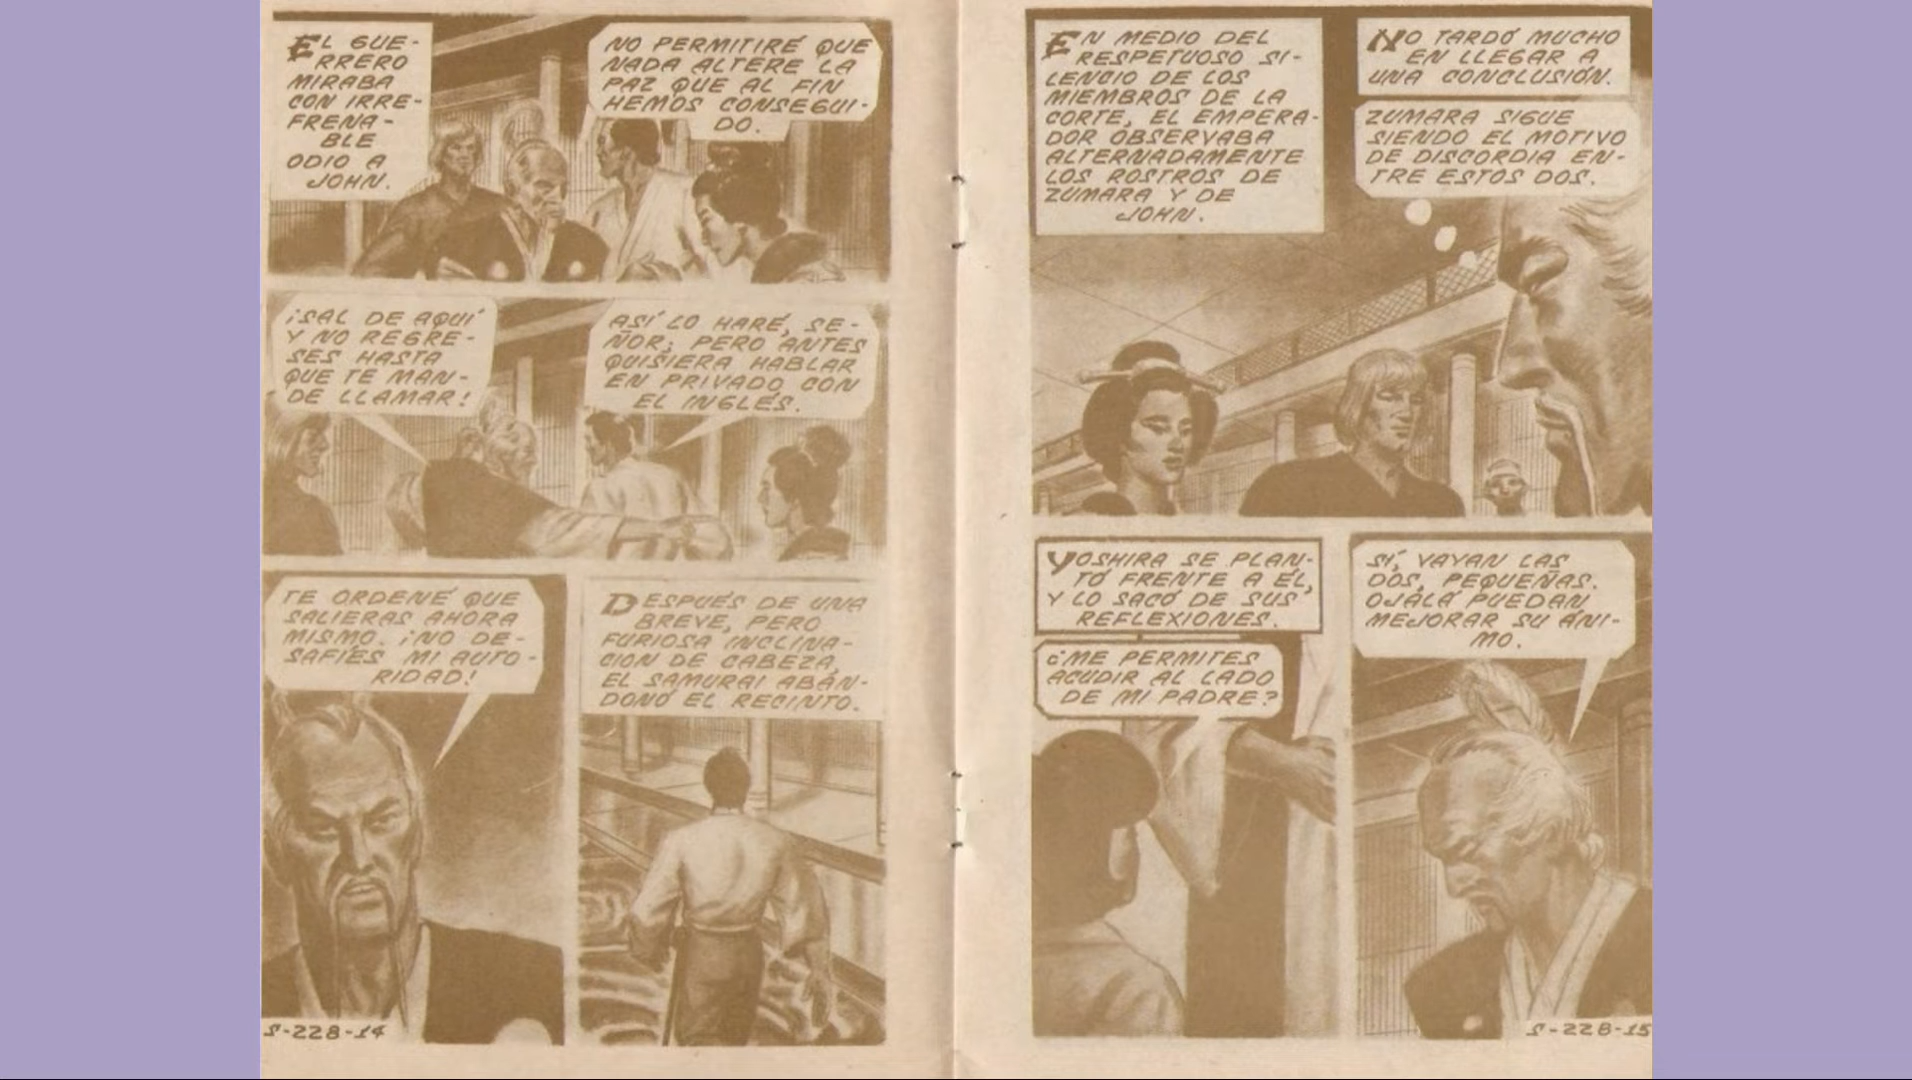 EL GUE-
RRERO
MIRABA
CON IRRE-
FRENA-
BLE
ODIO A
JOHN.
NO PERMITIRÉ QUE
NADA ALTERE LA
PAZ QUE AL FIN
HEMOS CONSEGUI-
DO.
¡SAL DE AQUÍ
Y NO REGRE-
SES HASTA
QUE TE MAN-
DE LLAMAR!
ASÍ LO HARÉ, SE-
ÑOR; PERO ANTES
QUISIERA HABLAR
EN PRIVADO CON
EL INGLÉS.
TE ORDENÉ QUE
SALIERAS AHORA
MISMO. ¡NO DE-
SAFÍES MI AUTO-
RIDAD!
DESPUÉS DE UNA
BREVE, PERO
FURIOSA INCLINA-
CIÓN DE CABEZA,
EL SAMURAI ABAN-
DONÓ EL RECINTO.
S-228-14
EN MEDIO DEL
RESPETUOSO SI-
LENCIO DE LOS
MIEMBROS DE LA
CORTE, EL EMPERA-
DOR OBSERVABA
ALTERNADAMENTE
LOS ROSTROS DE
ZUMARA Y DE
JOHN.
NO TARDÓ MUCHO
EN LLEGAR A
UNA CONCLUSIÓN.
ZUMARA SIGUE
SIENDO EL MOTIVO
DE DISCORDIA EN-
TRE ESTOS DOS.
YOSHIRA SE PLAN-
TÓ FRENTE A ÉL,
Y LO SACÓ DE SUS
REFLEXIONES.
¿ME PERMITES
ACUDIR AL LADO
DE MI PADRE?
SÍ, VAYAN LAS
DOS, PEQUEÑAS.
OJALÁ PUEDAN
MEJORAR SU ÁNI-
MO.
S-228-15